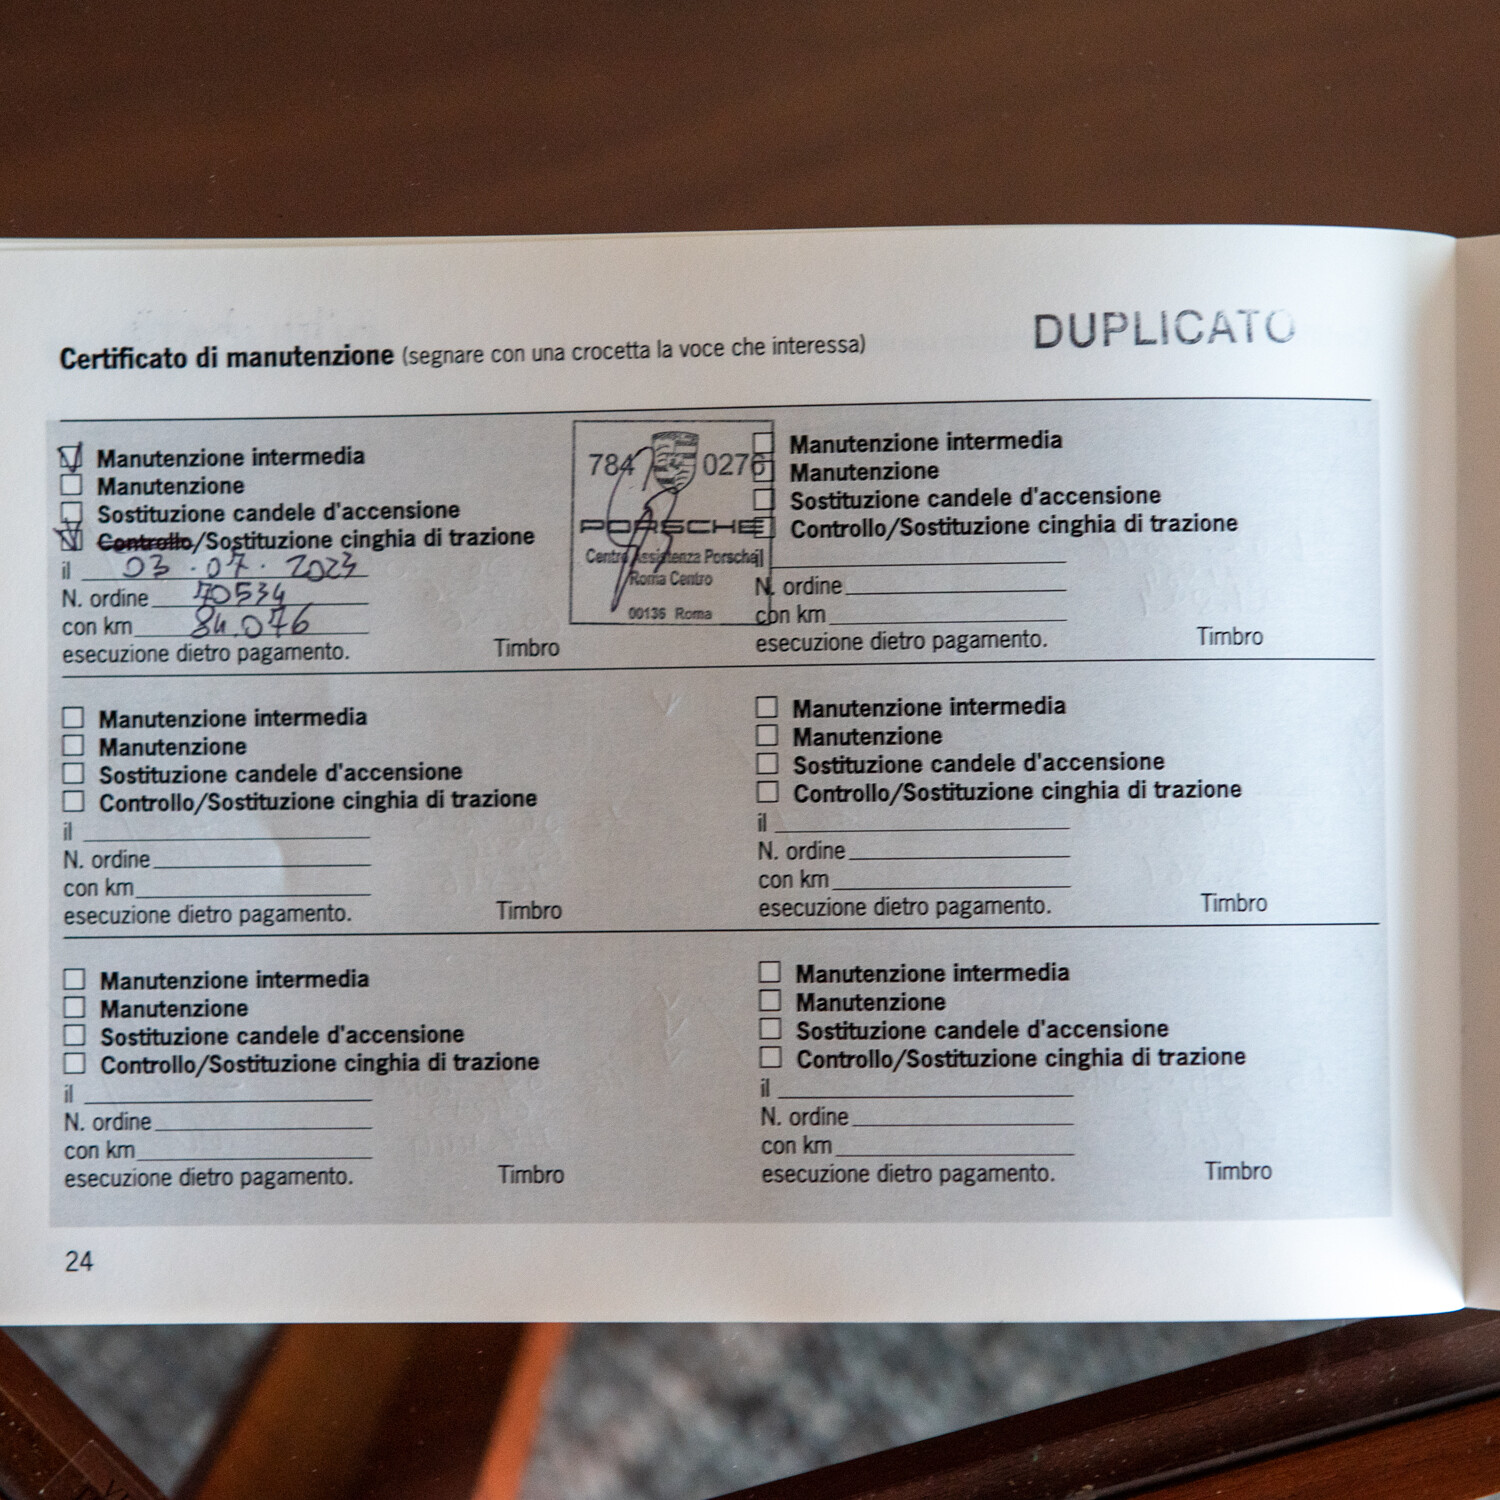 Certificato di manutenzione (segnare con una crocetta la voce che interessa)
DUPLICATO
Manutenzione intermedia
Manutenzione
Sostituzione candele d'accensione
Controllo/Sostituzione cinghia di trazione
il 03.07.2023
N. ordine 70534
con km 84.076
esecuzione dietro pagamento.
Timbro
784 0276
PORSCHE
Centro Assistenza Porsche
Roma Centro
00136 Roma
Manutenzione intermedia
Manutenzione
Sostituzione candele d'accensione
Controllo/Sostituzione cinghia di trazione
il
N. ordine
con km
esecuzione dietro pagamento.
Timbro
Manutenzione intermedia
Manutenzione
Sostituzione candele d'accensione
Controllo/Sostituzione cinghia di trazione
il
N. ordine
con km
esecuzione dietro pagamento.
Timbro
Manutenzione intermedia
Manutenzione
Sostituzione candele d'accensione
Controllo/Sostituzione cinghia di trazione
il
N. ordine
con km
esecuzione dietro pagamento.
Timbro
Manutenzione intermedia
Manutenzione
Sostituzione candele d'accensione
Controllo/Sostituzione cinghia di trazione
il
N. ordine
con km
esecuzione dietro pagamento.
Timbro
Manutenzione intermedia
Manutenzione
Sostituzione candele d'accensione
Controllo/Sostituzione cinghia di trazione
il
N. ordine
con km
esecuzione dietro pagamento.
Timbro
24